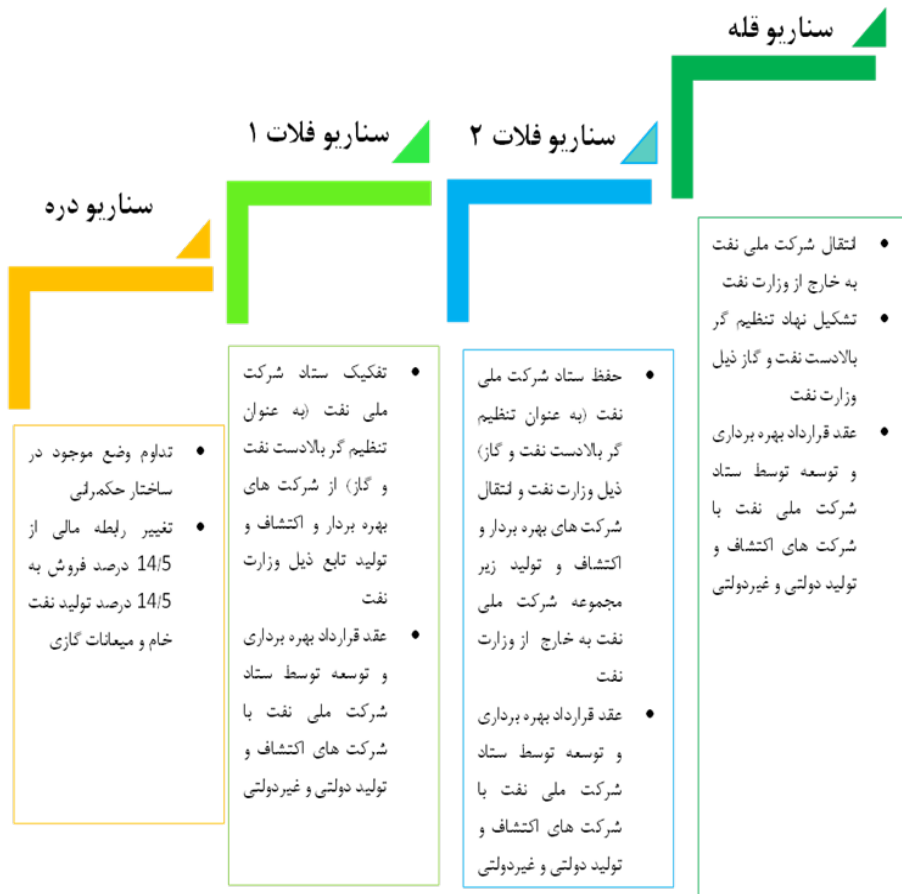 سناریو قله
انتقال شرکت ملی نفت
به خارج از وزارت نفت
تشکیل نهاد تنظیم گر
بالادست نفت و گاز ذیل
وزارت نفت
عقد قرارداد بهره برداری
و توسعه توسط ستاد
شرکت ملی نفت با
شرکت های اکتشاف و
تولید دولتی و غیردولتی
سناریو فلات ۲
حفظ ستاد شرکت ملی
نفت (به عنوان تنظیم
گر بالادست نفت و گاز)
ذیل وزارت نفت و انتقال
شرکت های بهره بردار و
اکتشاف و تولید زیر
مجموعه شرکت ملی
نفت به خارج از وزارت
نفت
عقد قرارداد بهره برداری
و توسعه توسط ستاد
شرکت ملی نفت با
شرکت های اکتشاف و
تولید دولتی و غیردولتی
سناریو فلات ۱
تفکیک ستاد شرکت
ملی نفت (به عنوان
تنظیم گر بالادست نفت
و گاز) از شرکت های
بهره بردار و اکتشاف و
تولید تابع ذیل وزارت
نفت
عقد قرارداد بهره برداری
و توسعه توسط ستاد
شرکت ملی نفت با
شرکت های اکتشاف و
تولید دولتی و غیردولتی
سناریو دره
تداوم وضع موجود در
ساختار حکمرانی
تغییر رابطه مالی از
14/5 درصد فروش به
14/5 درصد تولید نفت
خام و میعانات گازی